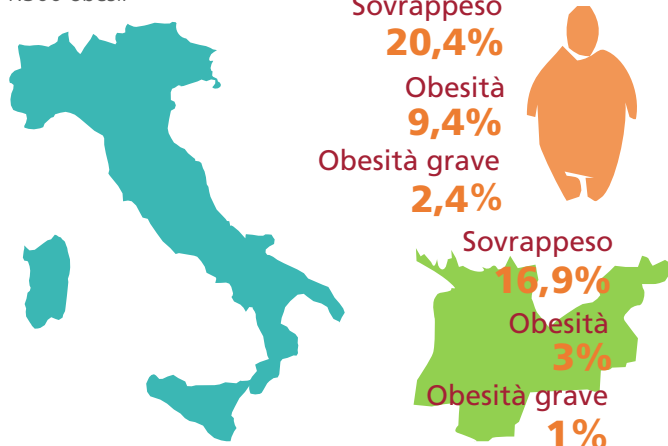 Sovrappeso
20,4%
Obesità
9,4%
Obesità grave
2,4%
Sovrappeso
16,9%
Obesità
3%
Obesità grave
1%